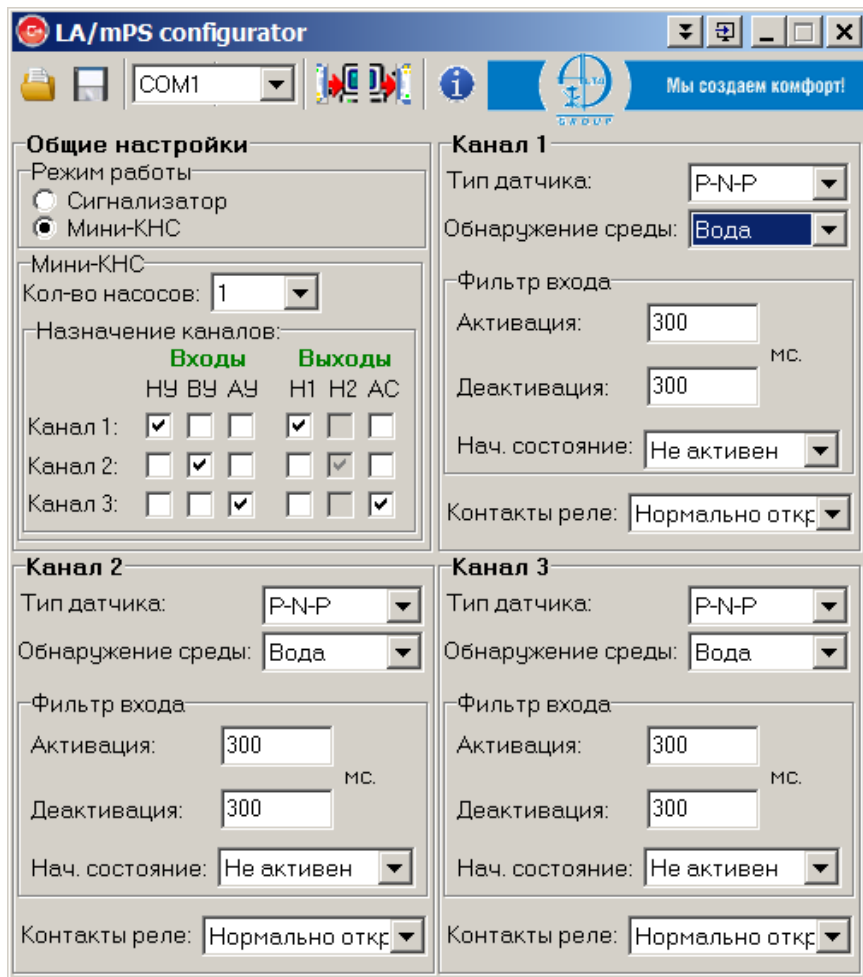 LA/mPS configurator
COM1
LTA
GROUP
Мы создаем комфорт!
Общие настройки
Режим работы
Сигнализатор
Мини-КНС
Мини-КНС
Кол-во насосов: 1
Назначение каналов:
Входы Выходы
НУ ВУ АУ Н1 Н2 АС
Канал 1:
Канал 2:
Канал 3:
Канал 1
Тип датчика: P-N-P
Обнаружение среды: Вода
Фильтр входа
Активация: 300
мс.
Деактивация: 300
Нач. состояние: Не активен
Контакты реле: Нормально откр
Канал 2
Тип датчика: P-N-P
Обнаружение среды: Вода
Фильтр входа
Активация: 300
мс.
Деактивация: 300
Нач. состояние: Не активен
Контакты реле: Нормально откр
Канал 3
Тип датчика: P-N-P
Обнаружение среды: Вода
Фильтр входа
Активация: 300
мс.
Деактивация: 300
Нач. состояние: Не активен
Контакты реле: Нормально откр